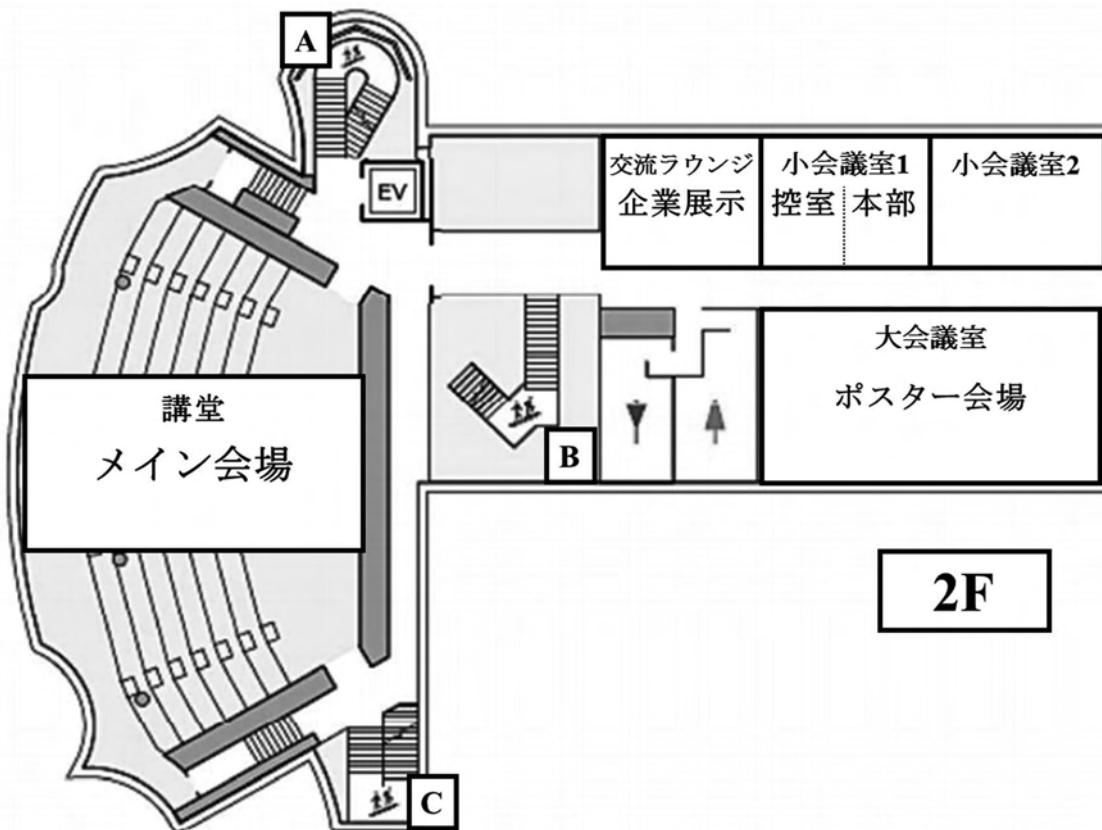 A
EV
交流ラウンジ
企業展示
小会議室1
控室
本部
小会議室2
大会議室
ポスター会場
講堂
メイン会場
B
2F
C